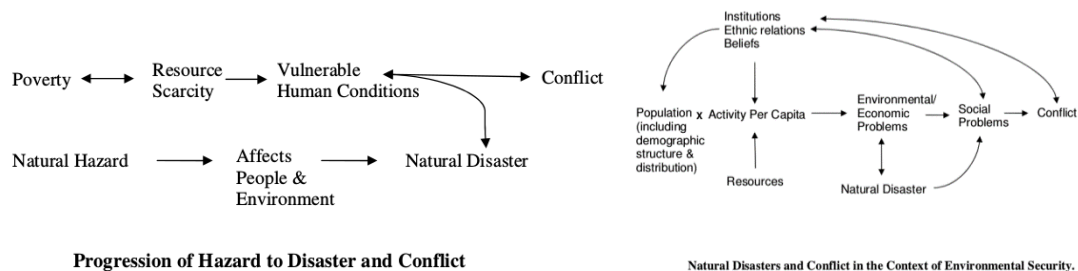 Poverty
Resource
Scarcity
Vulnerable
Human Conditions
Conflict
Natural Hazard
Affects
People &
Environment
Natural Disaster
Progression of Hazard to Disaster and Conflict
Institutions
Ethnic relations
Beliefs
Population x Activity Per Capita
(including
demographic
structure &
distribution)
Environmental/
Economic
Problems
Social
Problems
Conflict
Resources
Natural Disaster
Natural Disasters and Conflict in the Context of Environmental Security.